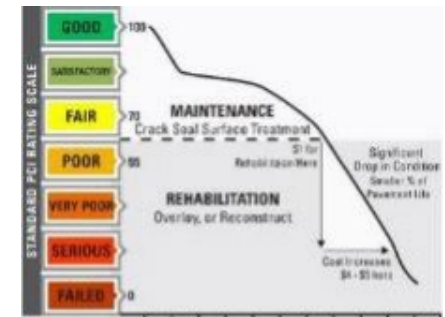 STANDARD PCI RATING SCALE
GOOD
100
SATISFACTORY
FAIR
70
POOR
55
VERY POOR
SERIOUS
FAILED
0
MAINTENANCE
Crack Seal Surface Treatment
$1 for
Rehabilitation Here
Significant
Drop in Condition
Smaller % of
Pavement Life
REHABILITATION
Overlay, or Reconstruct
Cost Increases
$4 - $5 here